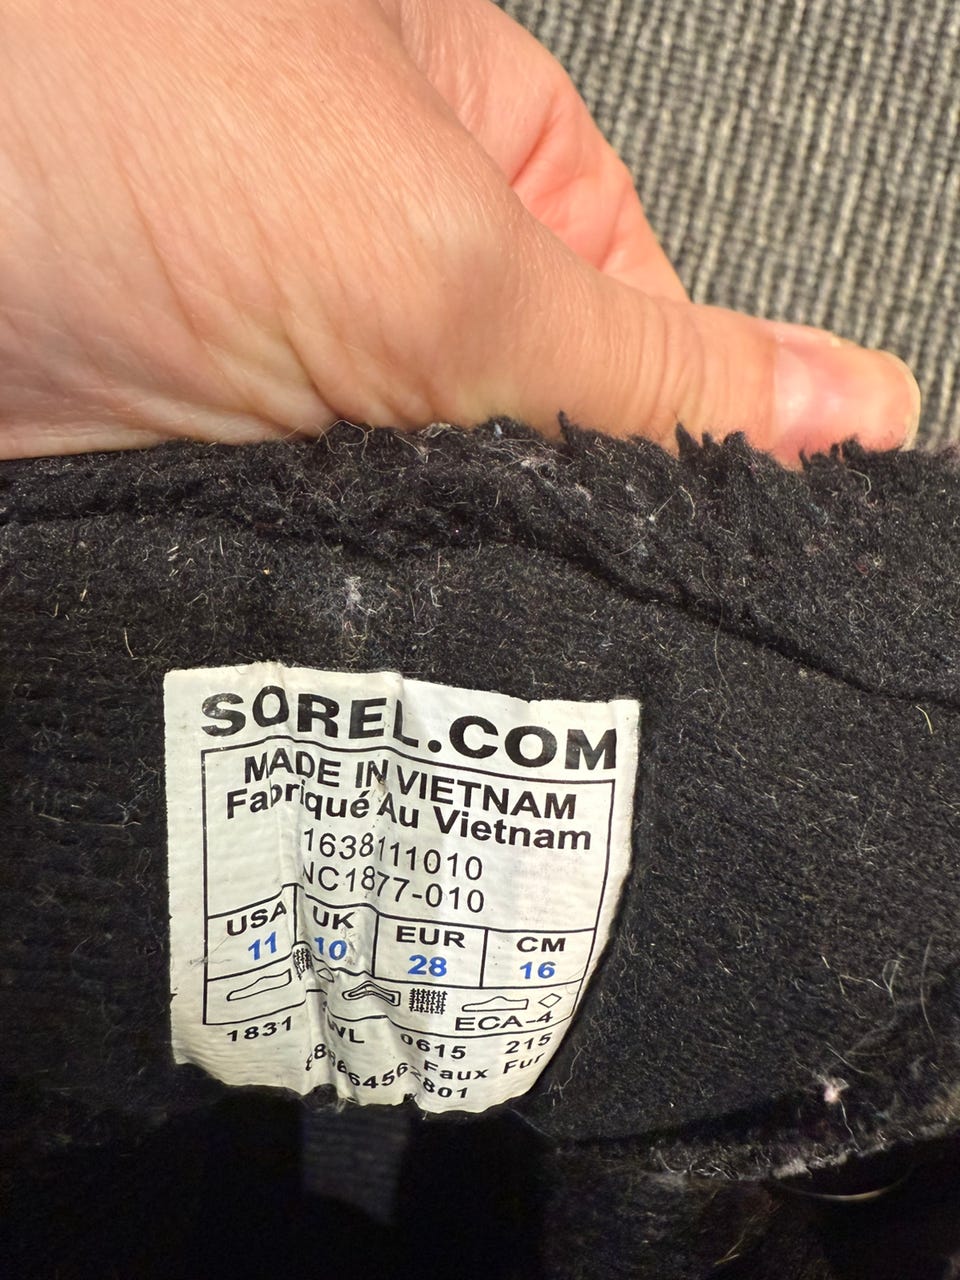 SOREL.COM
MADE IN VIETNAM
Fabriqué Au Vietnam
1638111010
NC1877-010
USA UK EUR CM
11 10 28 16
ECA-4
1831 0615 215
Faux Fur